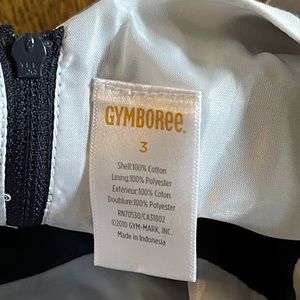 GYMBOREE.
3
Shell:100% Cotton
Lining:100% Polyester
Extérieur:100% Coton
Doublure:100% Polyester
RN70530/CA31802
©2010 GYM-MARK, INC.
Made in Indonesia